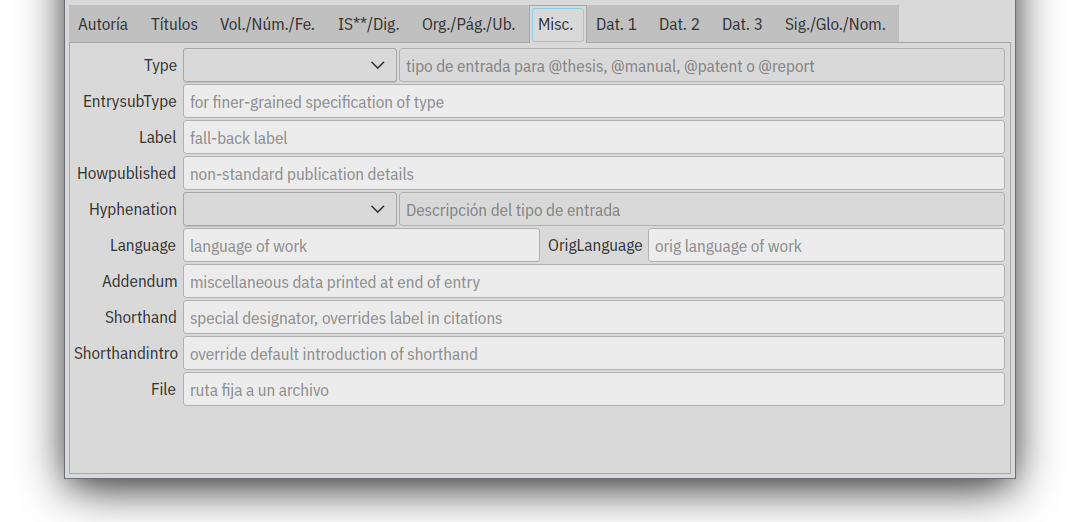 Autoría Títulos Vol./Núm./Fe. IS**/Dig. Org./Pág./Ub. Misc. Dat. 1 Dat. 2 Dat. 3 Sig./Glo./Nom.
Type tipo de entrada para @thesis, @manual, @patent o @report
EntrysubType for finer-grained specification of type
Label fall-back label
Howpublished non-standard publication details
Hyphenation Descripción del tipo de entrada
Language language of work OrigLanguage orig language of work
Addendum miscellaneous data printed at end of entry
Shorthand special designator, overrides label in citations
Shorthandintro override default introduction of shorthand
File ruta fija a un archivo